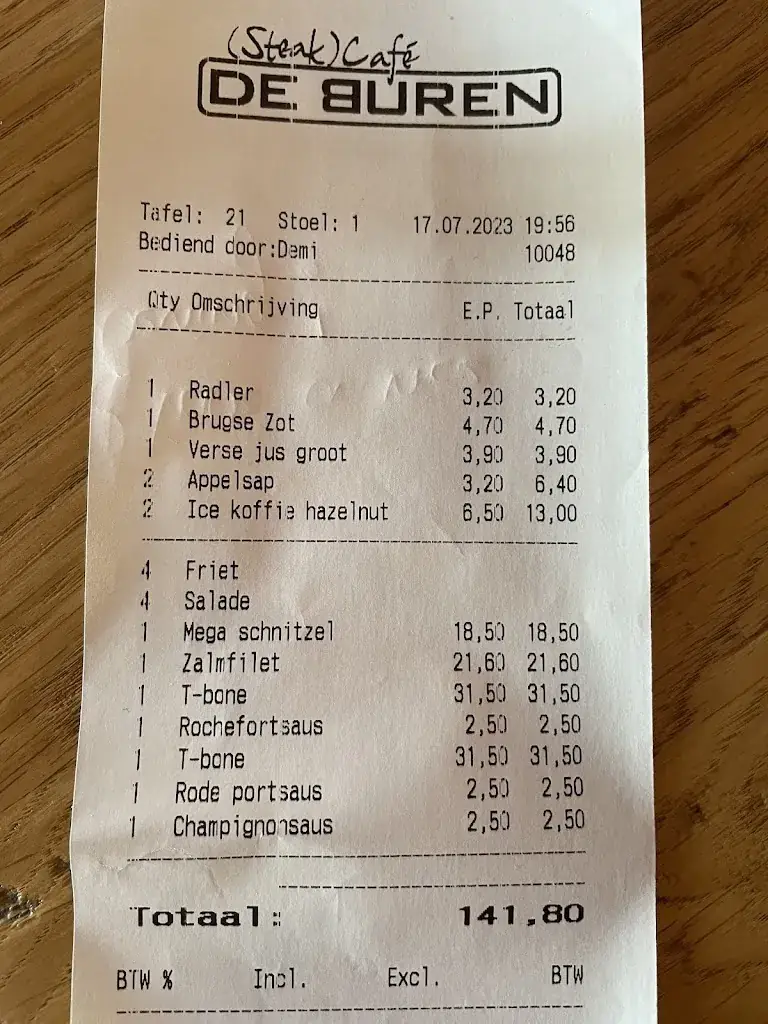 (Steak) Café
DE BUREN
Tafel: 21 Stoel: 1 17.07.2023 19:56
Bediend door:Demi 10048
Qty Omschrijving E.P. Totaal
1 Radler 3,20 3,20
1 Brugse Zot 4,70 4,70
1 Verse jus groot 3,90 3,90
2 Appelsap 3,20 6,40
2 Ice koffie hazelnut 6,50 13,00
4 Friet
4 Salade
1 Mega schnitzel 18,50 18,50
1 Zalmfilet 21,60 21,60
1 T-bone 31,50 31,50
1 Rochefortsaus 2,50 2,50
1 T-bone 31,50 31,50
1 Rode portsaus 2,50 2,50
1 Champignonsaus 2,50 2,50
Totaal: 141,80
BTW % Incl. Excl. BTW